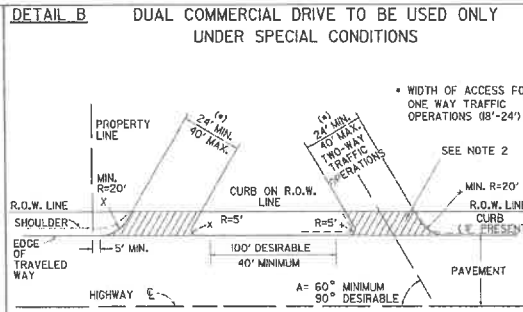 DETAIL B
DUAL COMMERCIAL DRIVE TO BE USED ONLY
UNDER SPECIAL CONDITIONS
(*)
24' MIN.
40' MAX.
(*)
24' MIN.
40' MAX.
TWO-WAY
TRAFFIC
OPERATIONS
* WIDTH OF ACCESS FO
ONE WAY TRAFFIC
OPERATIONS (18'-24')
PROPERTY
LINE
SEE NOTE 2
MIN.
R=20'
X
CURB ON R.O.W.
LINE
MIN. R=20'
R.O.W. LINE
R.O.W. LINE
SHOULDER
X
R=5'
R=5'
CURB
EDGE
OF
TRAVELED
WAY
5' MIN.
100' DESIRABLE
40' MINIMUM
PAVEMENT
A= 60° MINIMUM
90° DESIRABLE
HIGHWAY ℄